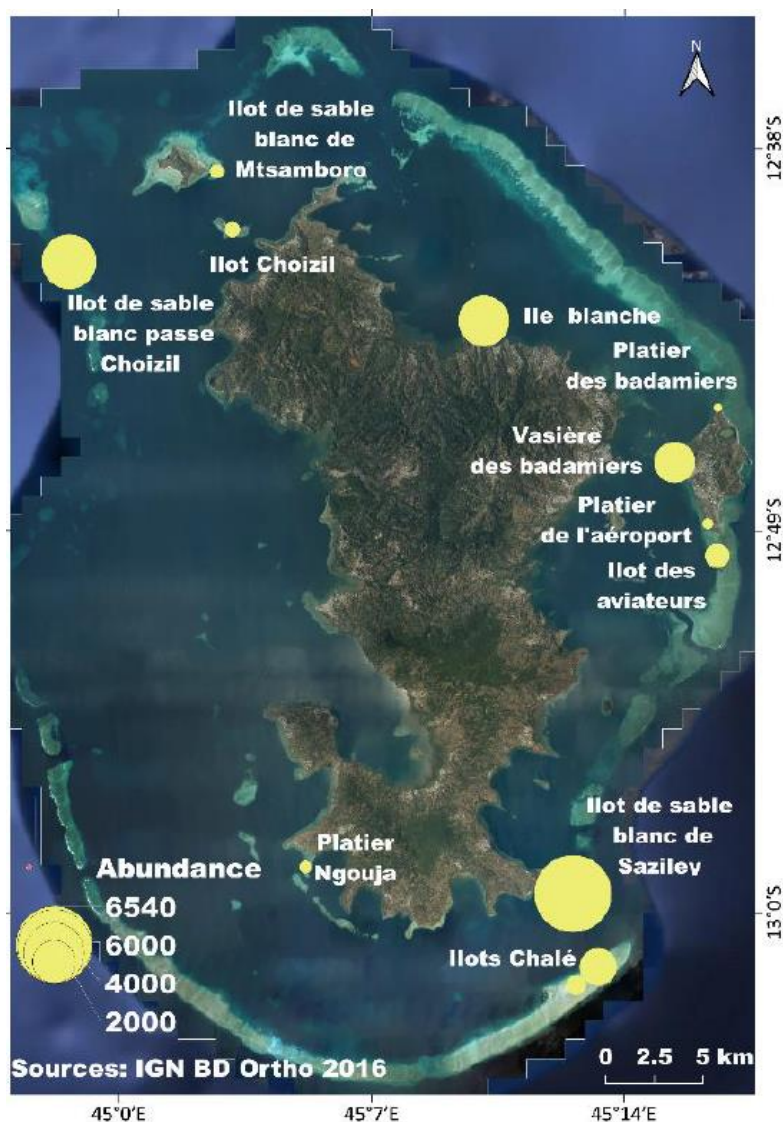 N
Ilot de sable
blanc de
Mtsamboro
12°38'S
Ilot Choizil
Ilot de sable
blanc passe
Choizil
Ile blanche
Platier
des badamiers
Vasière
des badamiers
Platier
de l'aéroport
12°49'S
Ilot des
aviateurs
Ilot de sable
blanc de
Saziley
Platier
Ngouja
Abundance
6540
6000
4000
2000
13°0'S
Ilots Chalé
Sources: IGN BD Ortho 2016
0 2.5 5 km
45°0'E 45°7'E 45°14'E